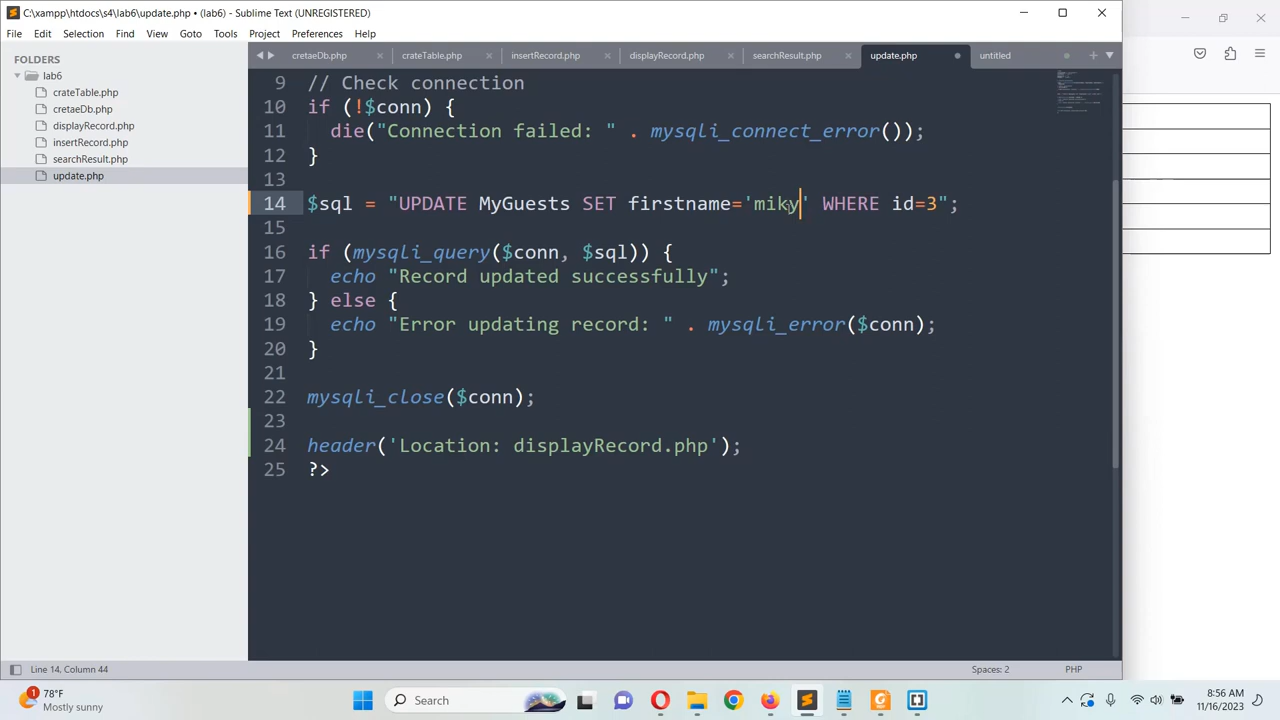 C:\xampp\htdocs\s4\lab6\update.php • (lab6) - Sublime Text (UNREGISTERED)
File Edit Selection Find View Goto Tools Project Preferences Help
FOLDERS
lab6
crateTable.php
cretaeDb.php
displayRecord.php
insertRecord.php
searchResult.php
update.php
cretaeDb.php crateTable.php insertRecord.php displayRecord.php searchResult.php update.php untitled
9 // Check connection
10 if (!$conn) {
11 die("Connection failed: " . mysqli_connect_error());
12 }
13
14 $sql = "UPDATE MyGuests SET firstname='miky' WHERE id=3";
15
16 if (mysqli_query($conn, $sql)) {
17 echo "Record updated successfully";
18 } else {
19 echo "Error updating record: " . mysqli_error($conn);
20 }
21
22 mysqli_close($conn);
23
24 header('Location: displayRecord.php');
25 ?>
Line 14, Column 44 Spaces: 2 PHP
1 78°F
Mostly sunny
Search
8:56 AM
11/16/2023